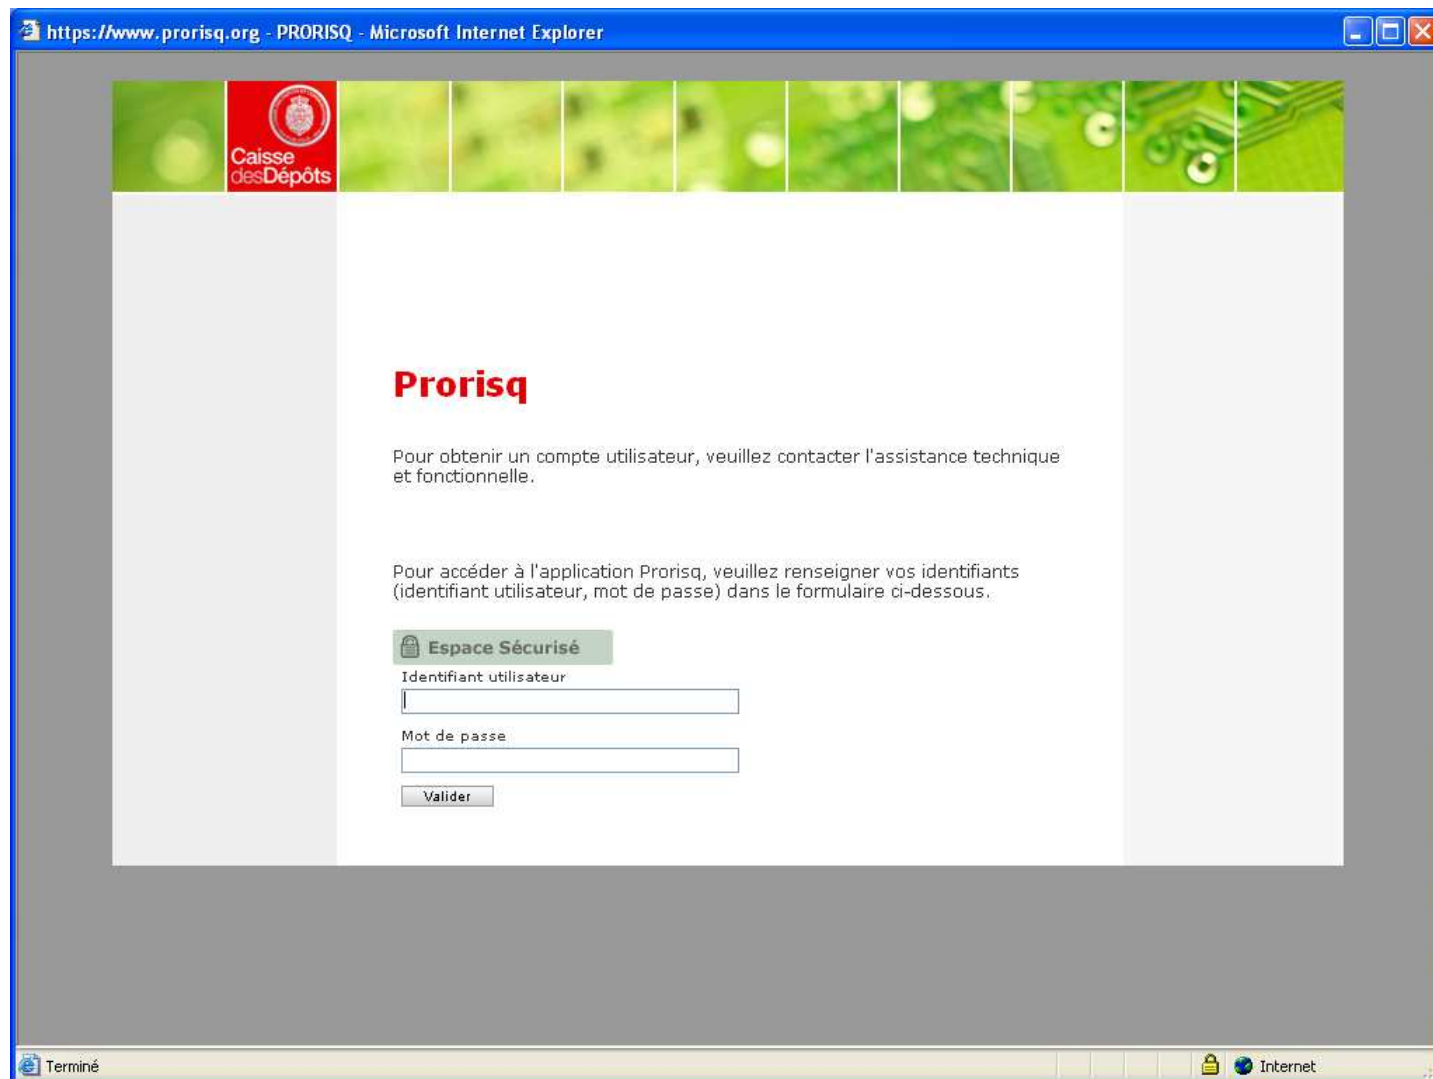 https://www.prorisq.org - PRORISQ - Microsoft Internet Explorer
Caisse
desDépôts
Prorisq
Pour obtenir un compte utilisateur, veuillez contacter l'assistance technique
et fonctionnelle.
Pour accéder à l'application Prorisq, veuillez renseigner vos identifiants
(identifiant utilisateur, mot de passe) dans le formulaire ci-dessous.
Espace Sécurisé
Identifiant utilisateur
Mot de passe
Valider
Terminé
Internet